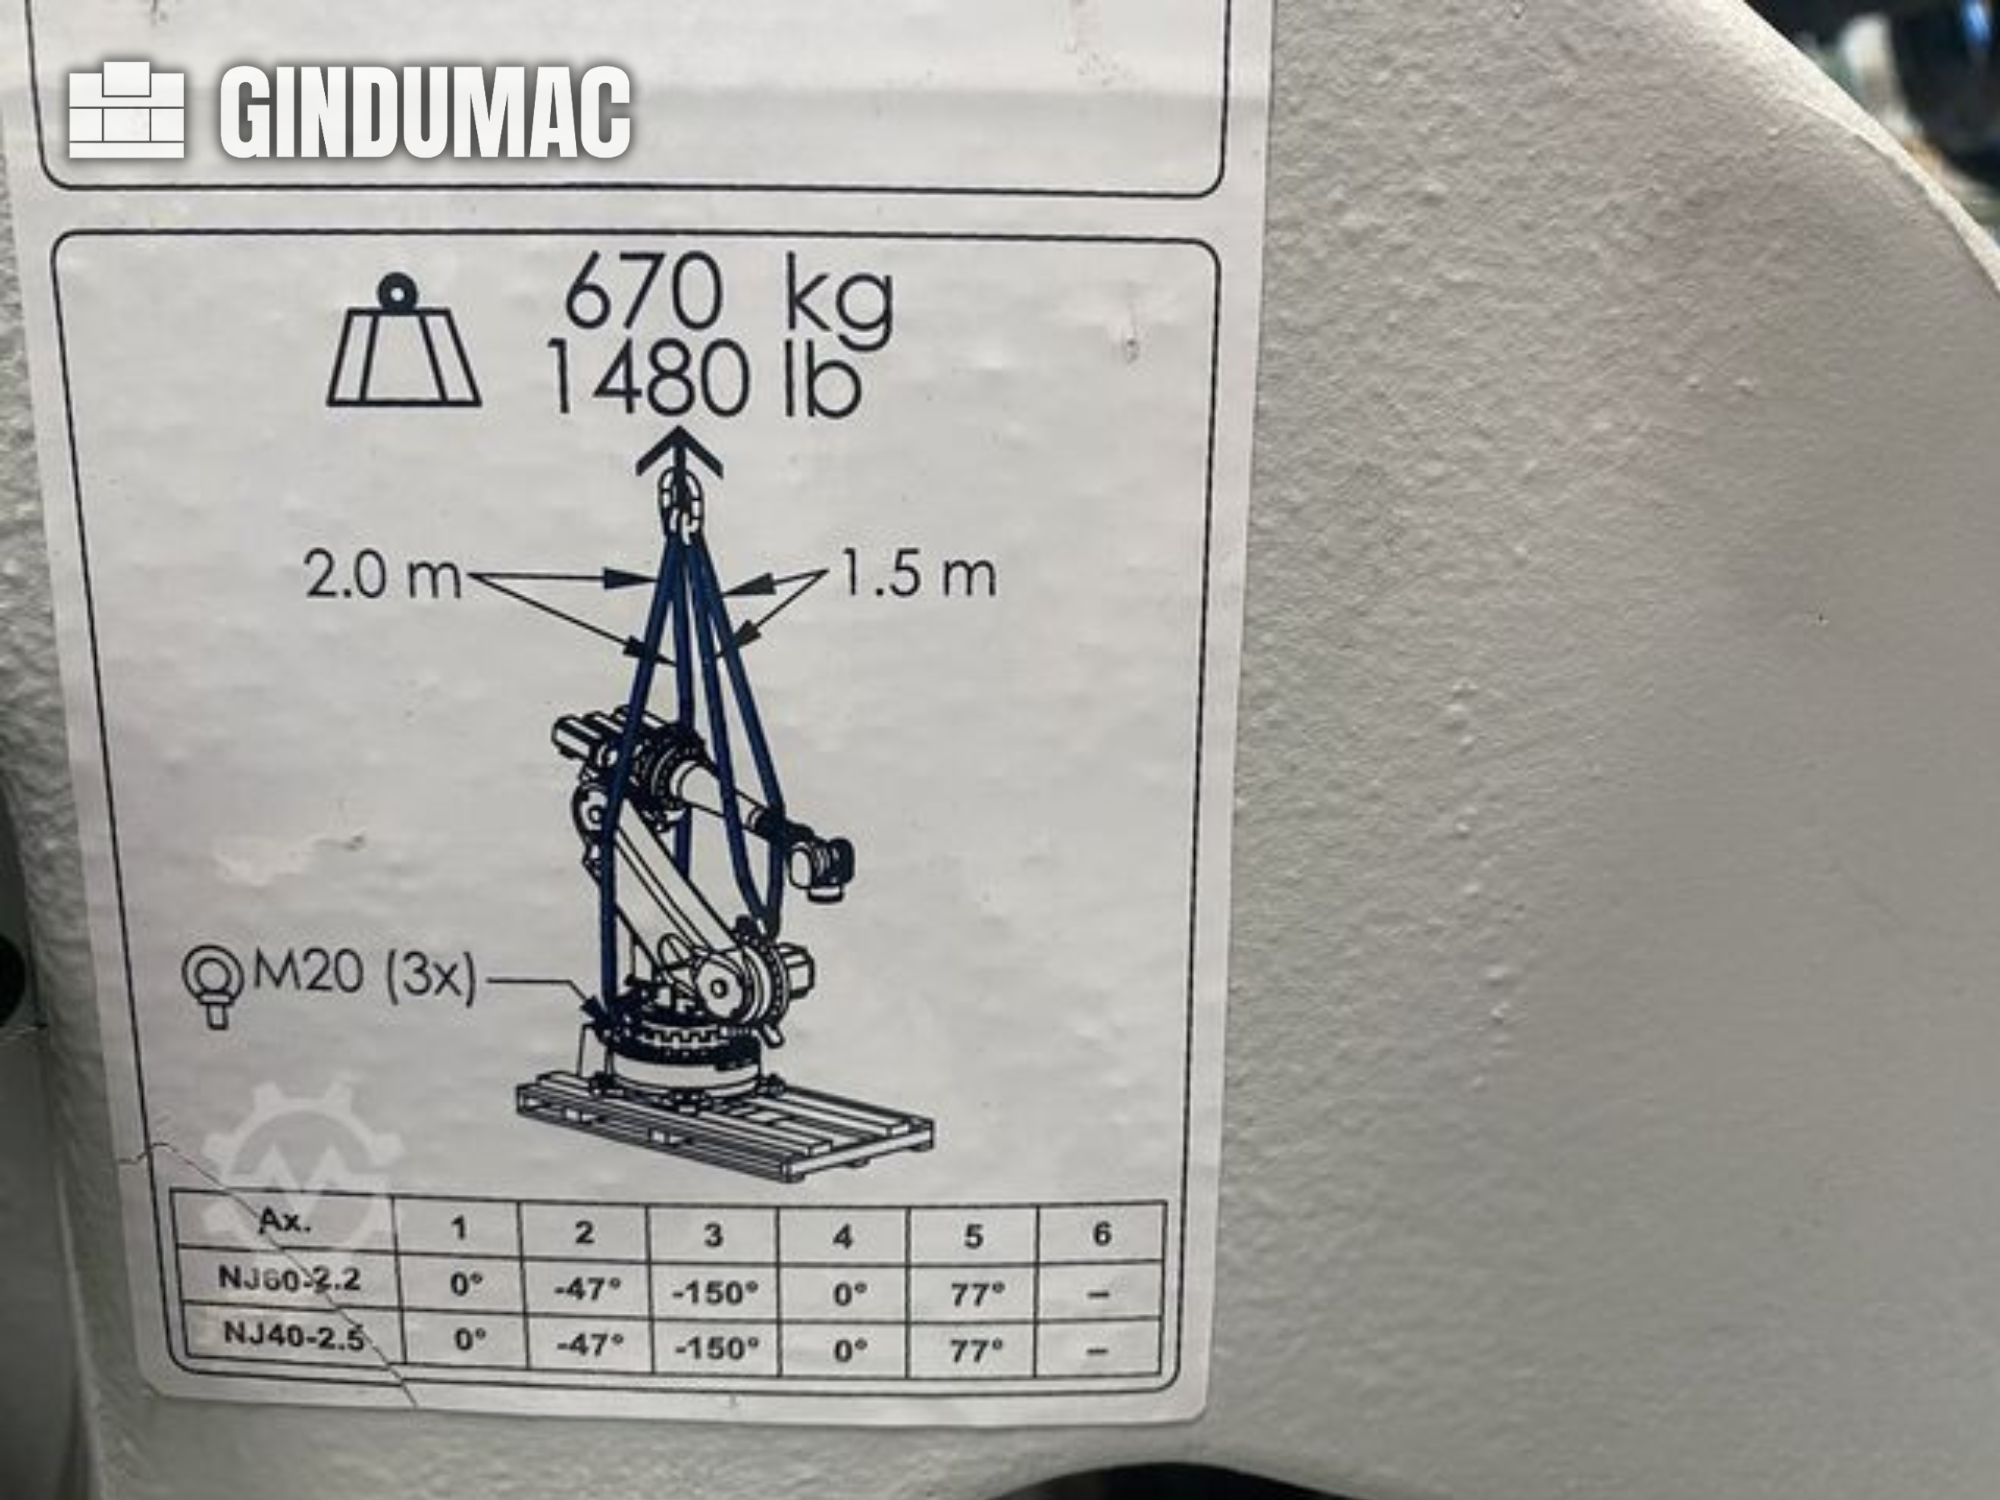 GINDUMAC
670 kg
1480 lb
2.0 m
1.5 m
M20 (3x)
Ax. 1 2 3 4 5 6
NJ60-2.2 0° -47° -150° 0° 77° –
NJ40-2.5 0° -47° -150° 0° 77° –